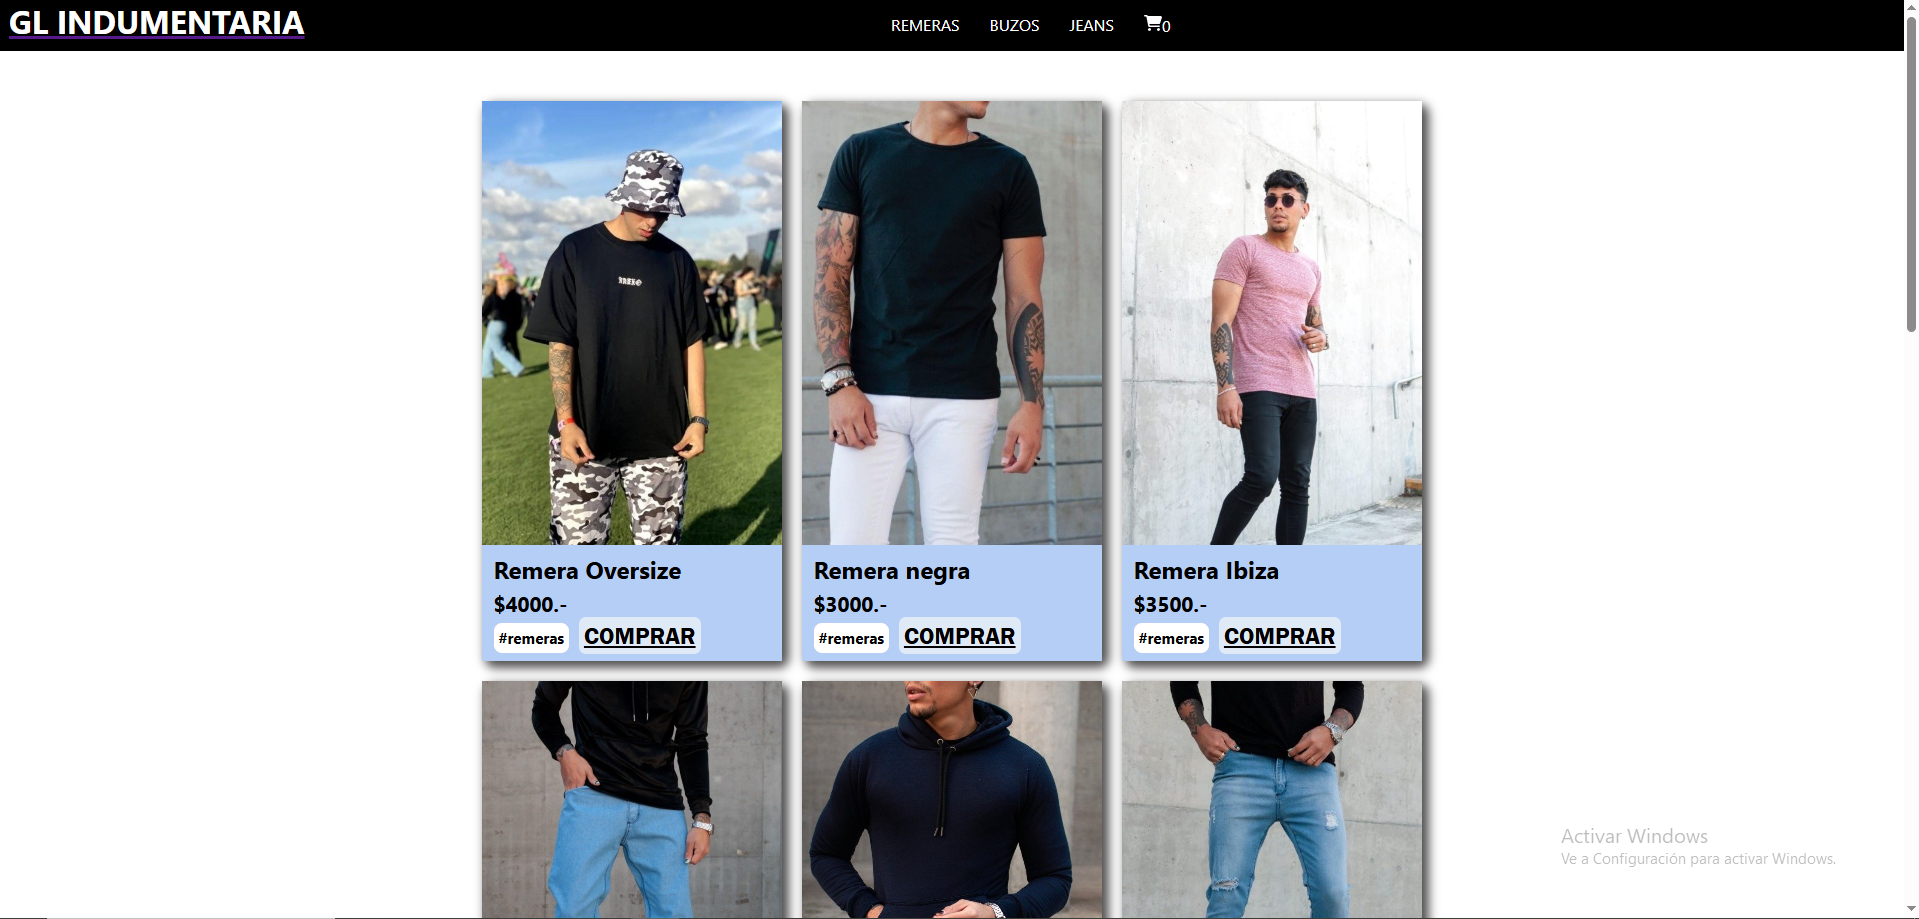 GL INDUMENTARIA
REMERAS BUZOS JEANS 0
Remera Oversize
$4000.-
#remeras COMPRAR
Remera negra
$3000.-
#remeras COMPRAR
Remera Ibiza
$3500.-
#remeras COMPRAR
Activar Windows
Ve a Configuración para activar Windows.